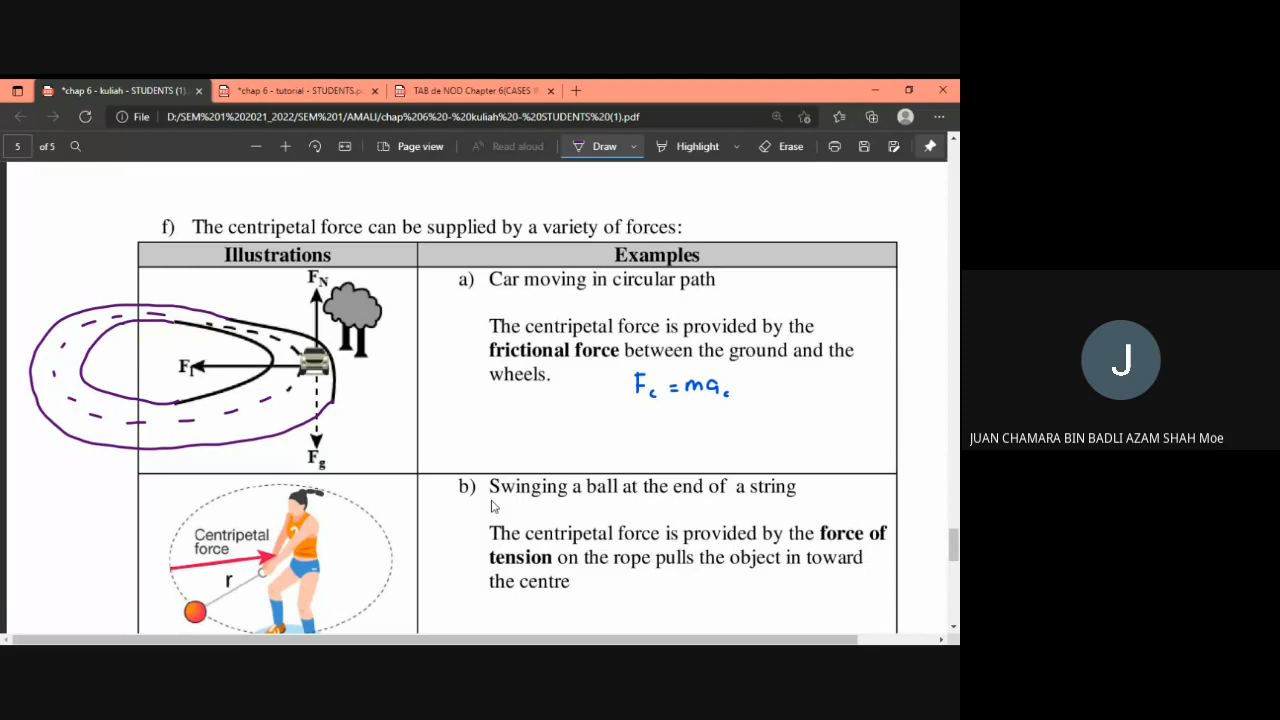 *chap 6 - kuliah - STUDENTS (1).
*chap 6 - tutorial - STUDENTS.p
TAB de NOD Chapter 6(CASES II
File
D:/SEM%201%202021_2022/SEM%201/AMALI/chap%206%20-%20kuliah%20-%20STUDENTS%20(1).pdf
5 of 5
Page view
Read aloud
Draw
Highlight
Erase
f) The centripetal force can be supplied by a variety of forces:
Illustrations
Examples
FN
Ff
Fg
a) Car moving in circular path
The centripetal force is provided by the
frictional force between the ground and the
wheels.
Fc = mac
Centripetal
force
r
b) Swinging a ball at the end of a string
The centripetal force is provided by the force of
tension on the rope pulls the object in toward
the centre
J
JUAN CHAMARA BIN BADLI AZAM SHAH Moe